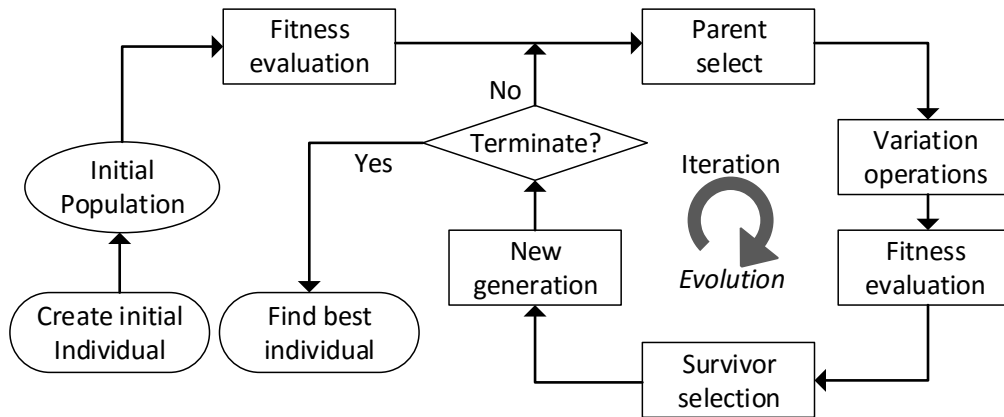 Fitness
evaluation
Parent
select
No
Terminate?
Yes
Variation
operations
Iteration
Initial
Population
New
generation
Evolution
Fitness
evaluation
Create initial
Individual
Find best
individual
Survivor
selection